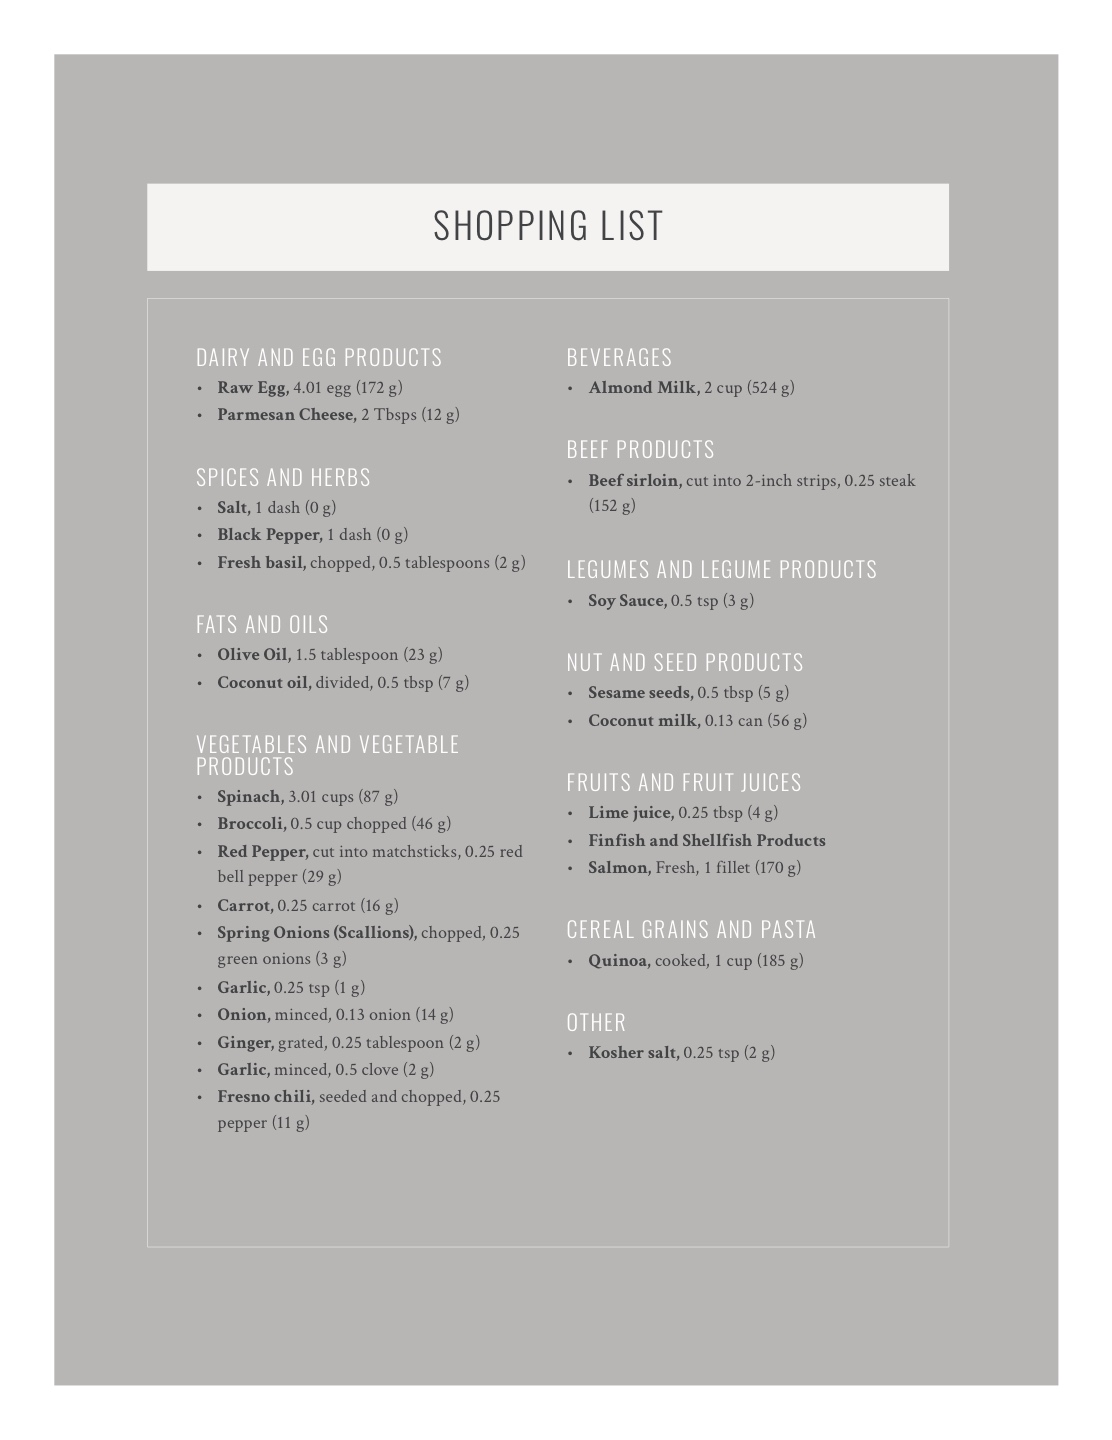 SHOPPING LIST
DAIRY AND EGG PRODUCTS
• Raw Egg, 4.01 egg (172 g)
• Parmesan Cheese, 2 Tbsps (12 g)
SPICES AND HERBS
• Salt, 1 dash (0 g)
• Black Pepper, 1 dash (0 g)
• Fresh basil, chopped, 0.5 tablespoons (2 g)
FATS AND OILS
• Olive Oil, 1.5 tablespoon (23 g)
• Coconut oil, divided, 0.5 tbsp (7 g)
VEGETABLES AND VEGETABLE
PRODUCTS
• Spinach, 3.01 cups (87 g)
• Broccoli, 0.5 cup chopped (46 g)
• Red Pepper, cut into matchsticks, 0.25 red
bell pepper (29 g)
• Carrot, 0.25 carrot (16 g)
• Spring Onions (Scallions), chopped, 0.25
green onions (3 g)
• Garlic, 0.25 tsp (1 g)
• Onion, minced, 0.13 onion (14 g)
• Ginger, grated, 0.25 tablespoon (2 g)
• Garlic, minced, 0.5 clove (2 g)
• Fresno chili, seeded and chopped, 0.25
pepper (11 g)
BEVERAGES
• Almond Milk, 2 cup (524 g)
BEEF PRODUCTS
• Beef sirloin, cut into 2-inch strips, 0.25 steak
(152 g)
LEGUMES AND LEGUME PRODUCTS
• Soy Sauce, 0.5 tsp (3 g)
NUT AND SEED PRODUCTS
• Sesame seeds, 0.5 tbsp (5 g)
• Coconut milk, 0.13 can (56 g)
FRUITS AND FRUIT JUICES
• Lime juice, 0.25 tbsp (4 g)
• Finfish and Shellfish Products
• Salmon, Fresh, 1 fillet (170 g)
CEREAL GRAINS AND PASTA
• Quinoa, cooked, 1 cup (185 g)
OTHER
• Kosher salt, 0.25 tsp (2 g)